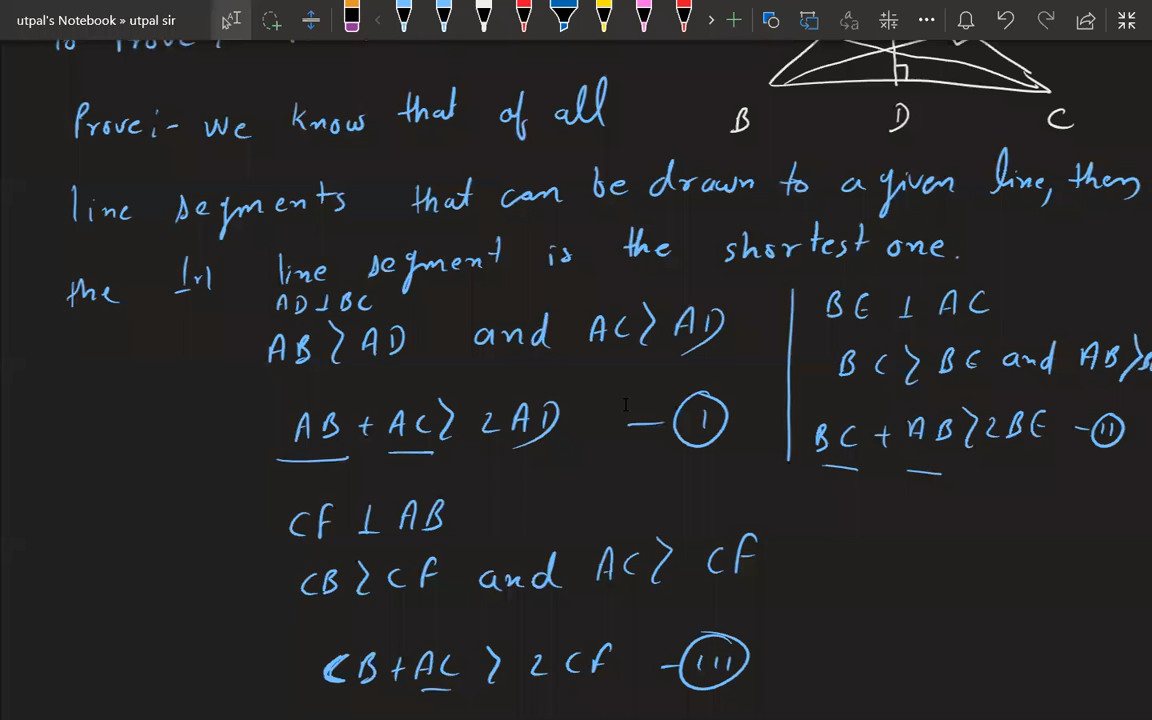 utpal's Notebook » utpal sir
To Prove :
B D C
Prove:- We know that of all
line segments that can be drawn to a given line, then
the ⊥r line segment is the shortest one.
AD ⊥ BC
AB > AD and AC > AD
AB + AC > 2AD — (I)
CF ⊥ AB
CB > CF and AC > CF
CB + AC > 2CF — (III)
BE ⊥ AC
BC > BE and AB > B
BC + AB > 2BE — (II)